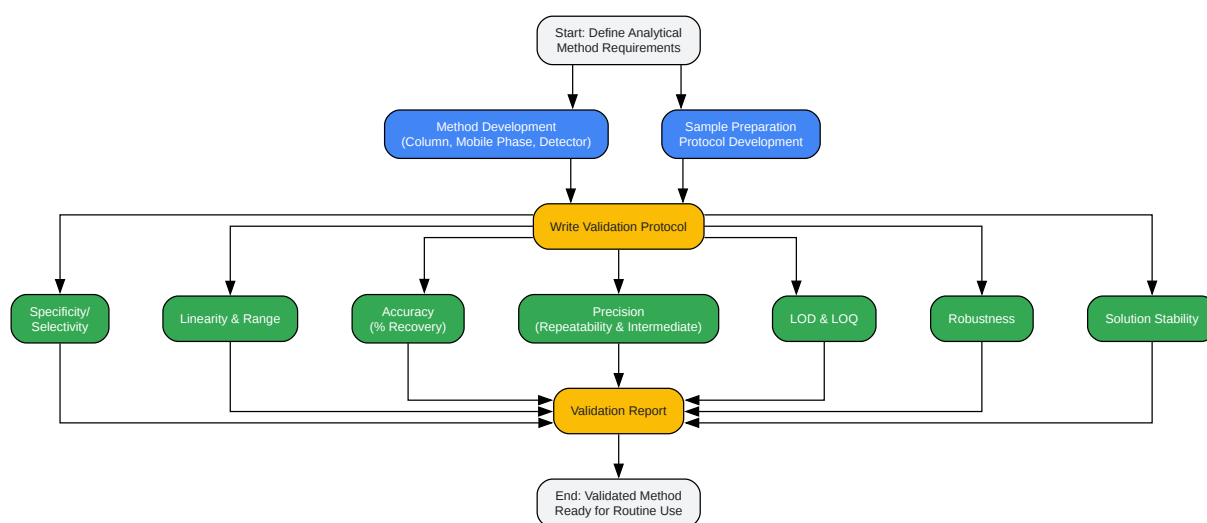 Start: Define Analytical
Method Requirements
Method Development
(Column, Mobile Phase, Detector)
Sample Preparation
Protocol Development
Write Validation Protocol
Specificity/
Selectivity
Linearity & Range
Accuracy
(% Recovery)
Precision
(Repeatability & Intermediate)
LOD & LOQ
Robustness
Solution Stability
Validation Report
End: Validated Method
Ready for Routine Use